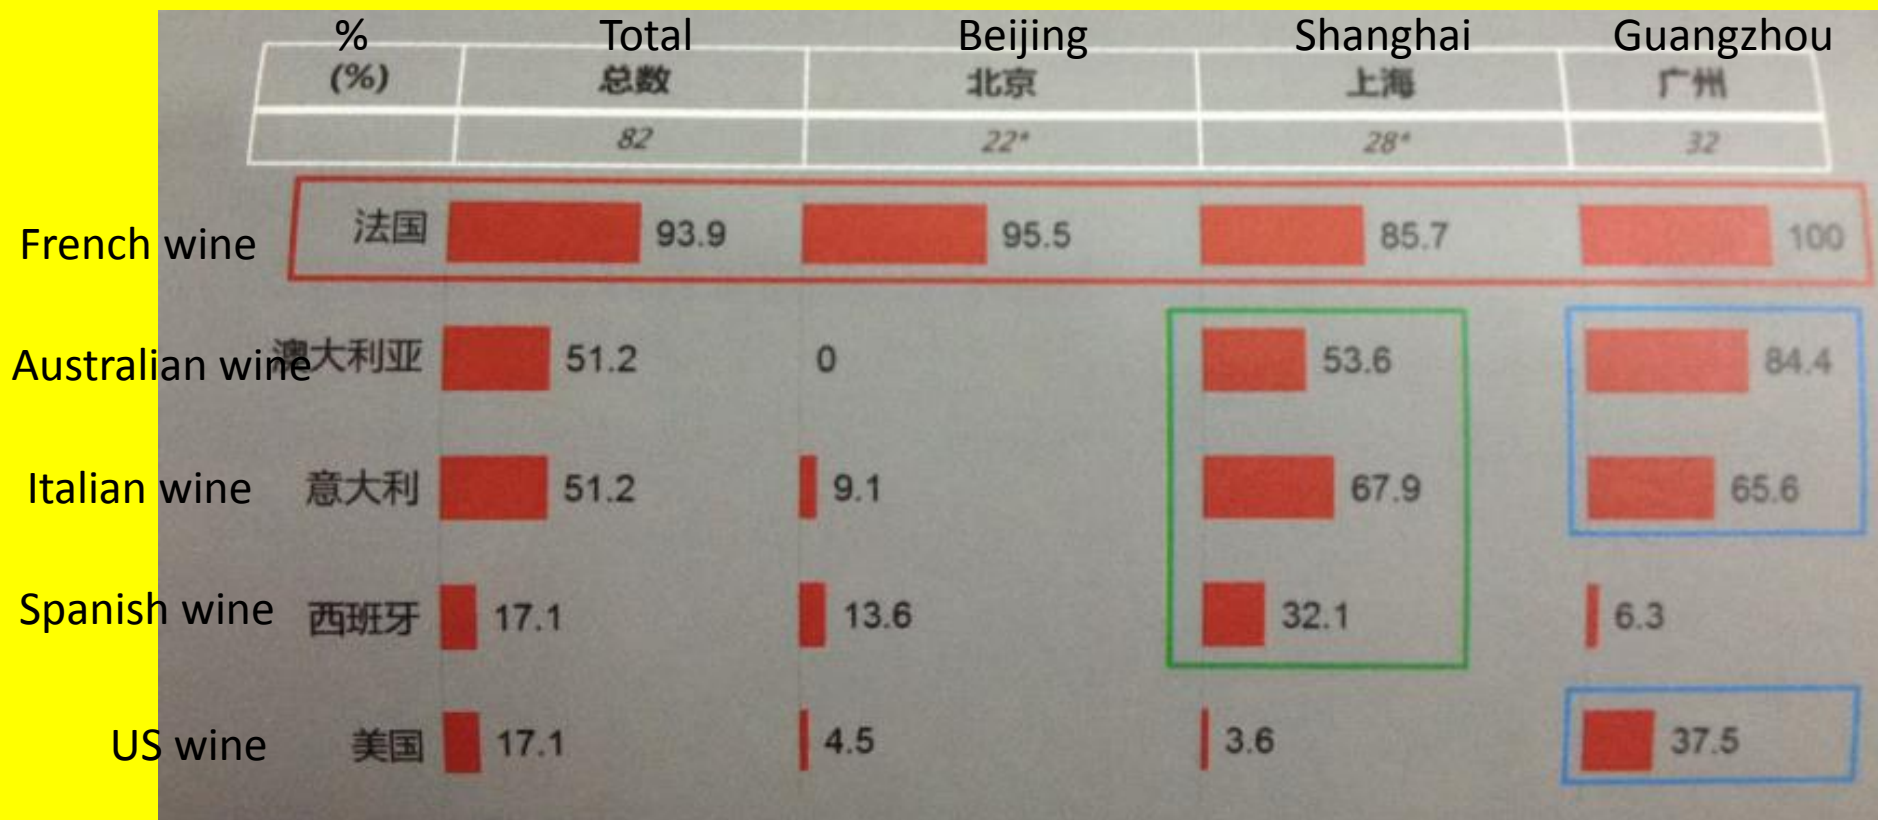 % Total Beijing Shanghai Guangzhou
(%) 总数 北京 上海 广州
82 22* 28* 32
French wine 法国 93.9 95.5 85.7 100
Australian wine 澳大利亚 51.2 0 53.6 84.4
Italian wine 意大利 51.2 9.1 67.9 65.6
Spanish wine 西班牙 17.1 13.6 32.1 6.3
US wine 美国 17.1 4.5 3.6 37.5